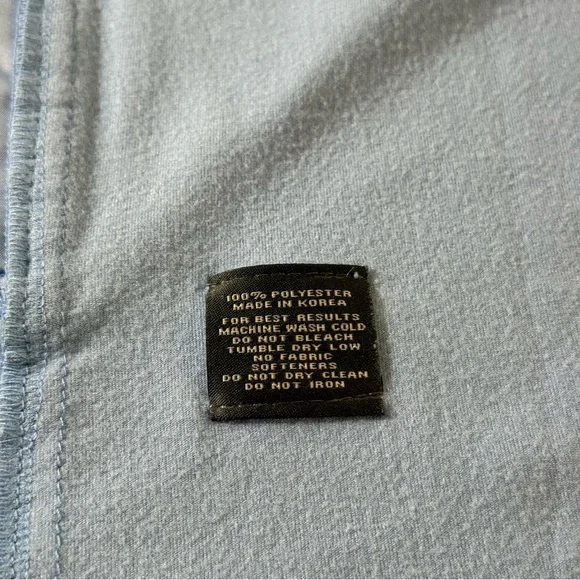 100% POLYESTER
MADE IN KOREA
FOR BEST RESULTS
MACHINE WASH COLD
DO NOT BLEACH
TUMBLE DRY LOW
NO FABRIC
SOFTENERS
DO NOT DRY CLEAN
DO NOT IRON